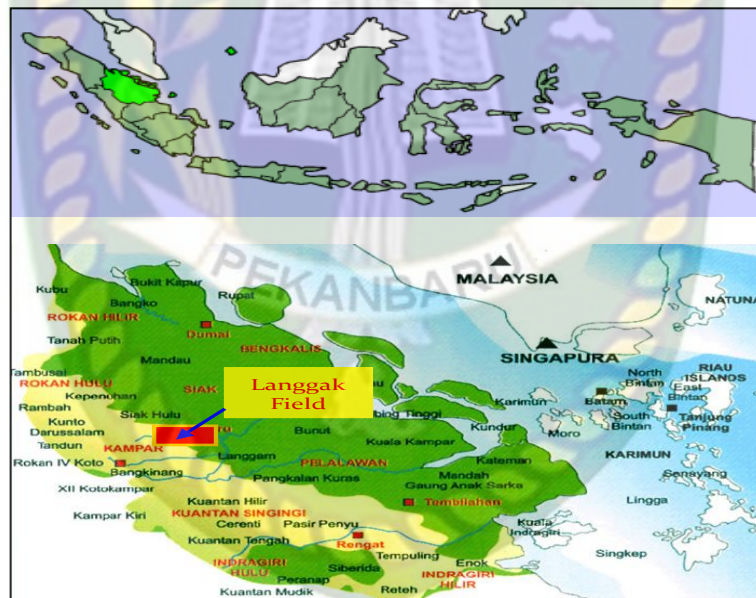 PEKANBARU
MALAYSIA
NATUNA
Bukit Kapur
Kubu
Bangko
Rupat
ROKAN HILIR
Dumai
Tanah Putih
BENGKALIS
SINGAPURA
Mandau
RIAU
ISLANDS
Tambusai
ROKAN HULU
SIAK
Langgak
Field
North
Bintan
East
Bintan
Kepenuhan
Karimun
Batam
Rambah
Siak Hulu
Tebing Tinggi
South
Bintan
Tanjung
Pinang
Kunto
Darussalam
Bunut
Kundur
Moro
Tandun
KAMPAR
Kuala Kampar
KARIMUN
Rokan IV Koto
Langgam
PELALAWAN
Kateman
Bangkinang
Pangkalan Kuras
Mandah
Senayang
XII Kotokampar
Gaung Anak Sarka
Kuantan Hilir
Tembilahan
Lingga
Kampar Kiri
KUANTAN SINGINGI
Cerenti
Pasir Penyu
Kuala
Indragiri
Kuantan Tengah
Rengat
Singkep
INDRAGIRI
HULU
Tempuling
Enok
Siberida
Peranap
INDRAGIRI
HILIR
Kuantan Mudik
Reteh